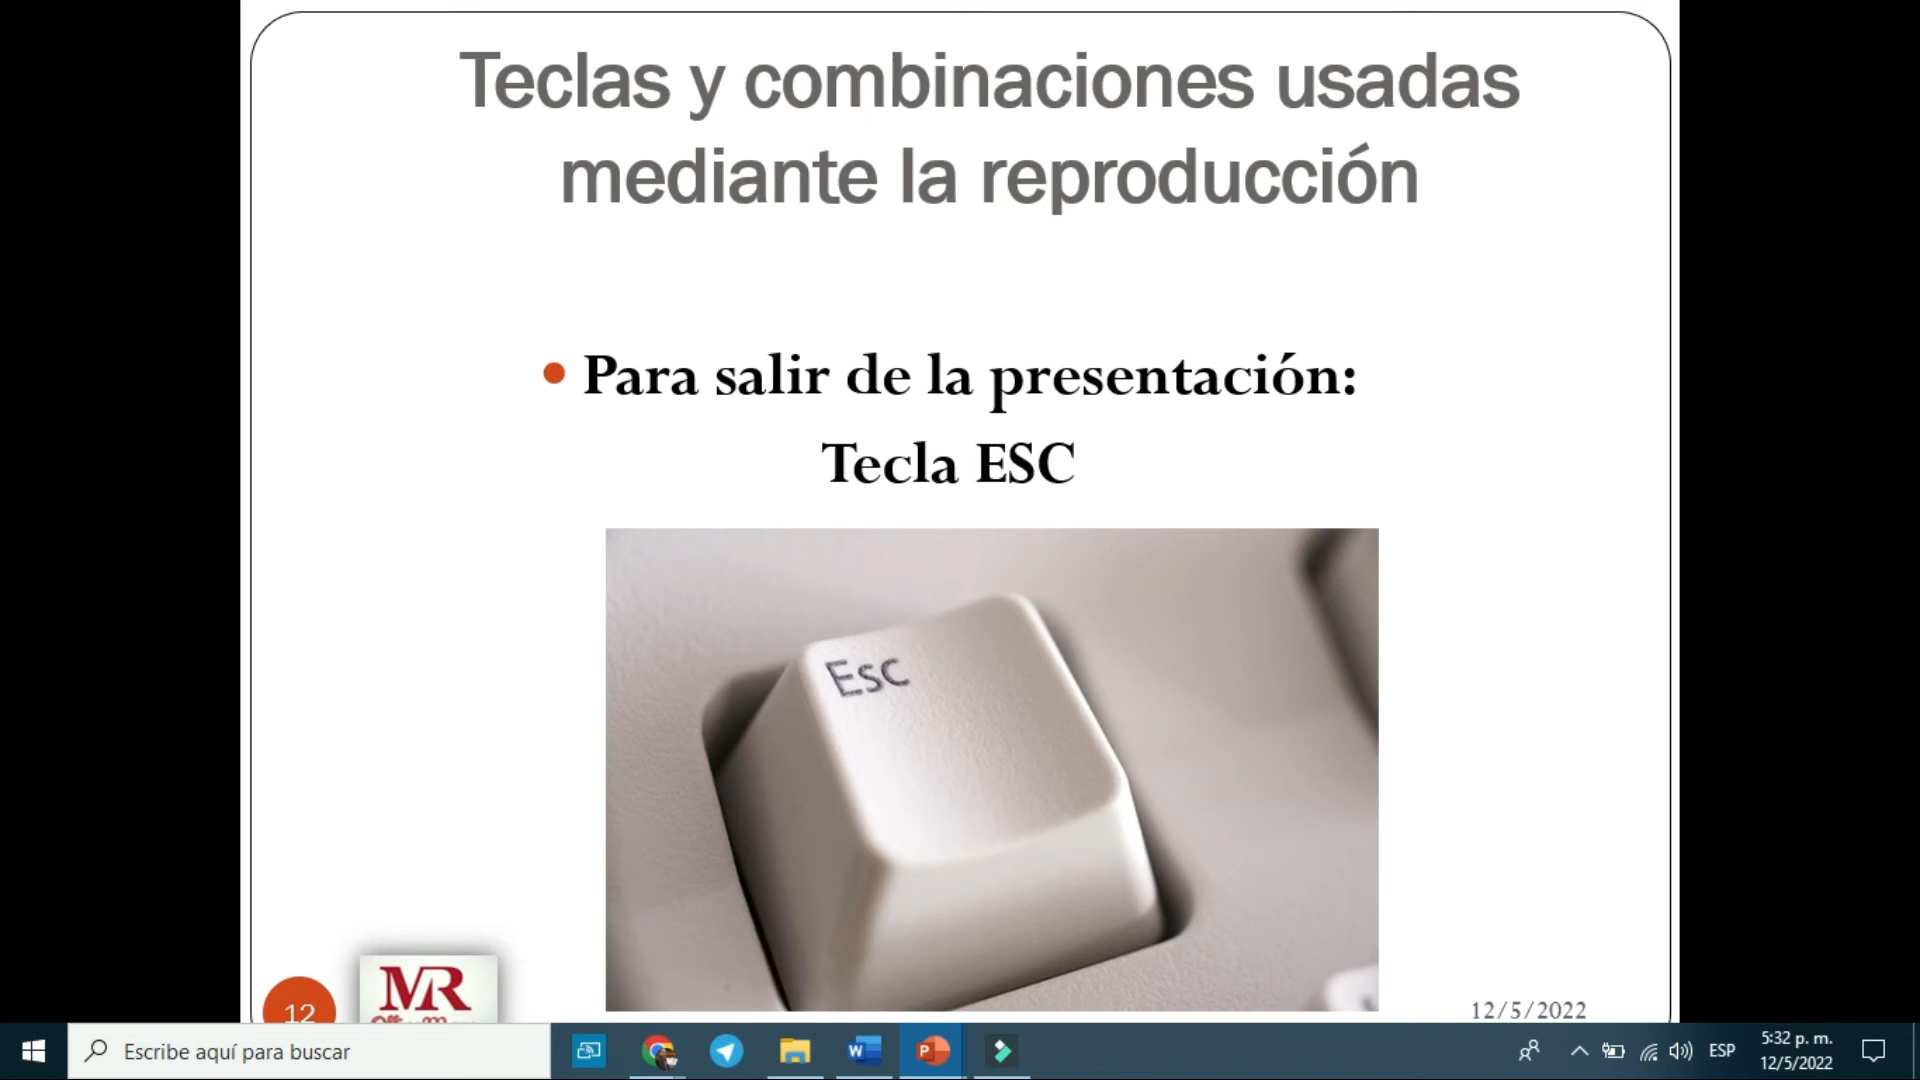 Teclas y combinaciones usadas
mediante la reproducción
Para salir de la presentación:
Tecla ESC
Esc
12
MR
12/5/2022
Escribe aquí para buscar
ESP
5:32 p. m.
12/5/2022